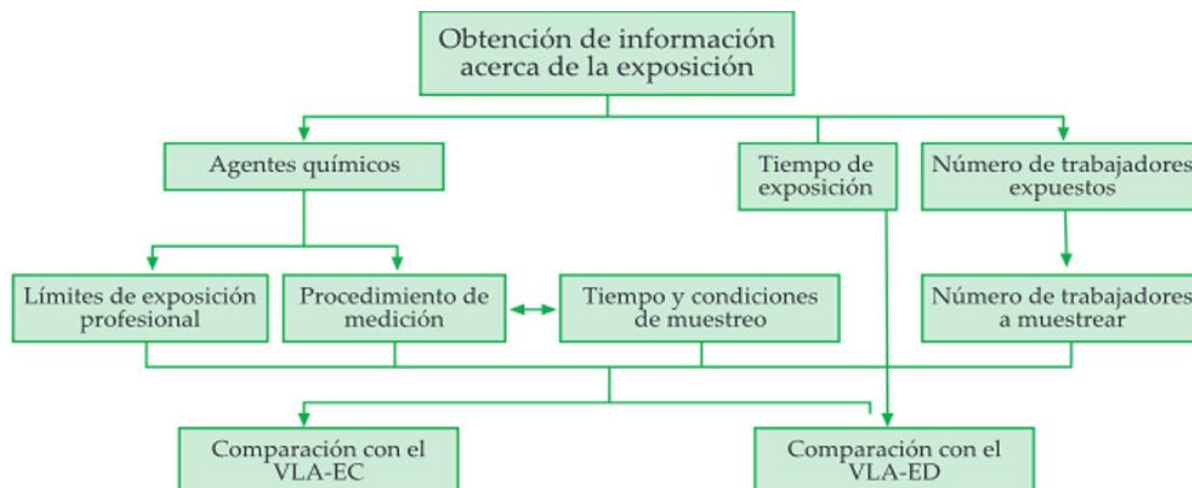 Obtención de información
acerca de la exposición
Agentes químicos
Tiempo de
exposición
Número de trabajadores
expuestos
Límites de exposición
profesional
Procedimiento de
medición
Tiempo y condiciones
de muestreo
Número de trabajadores
a muestrear
Comparación con el
VLA-EC
Comparación con el
VLA-ED